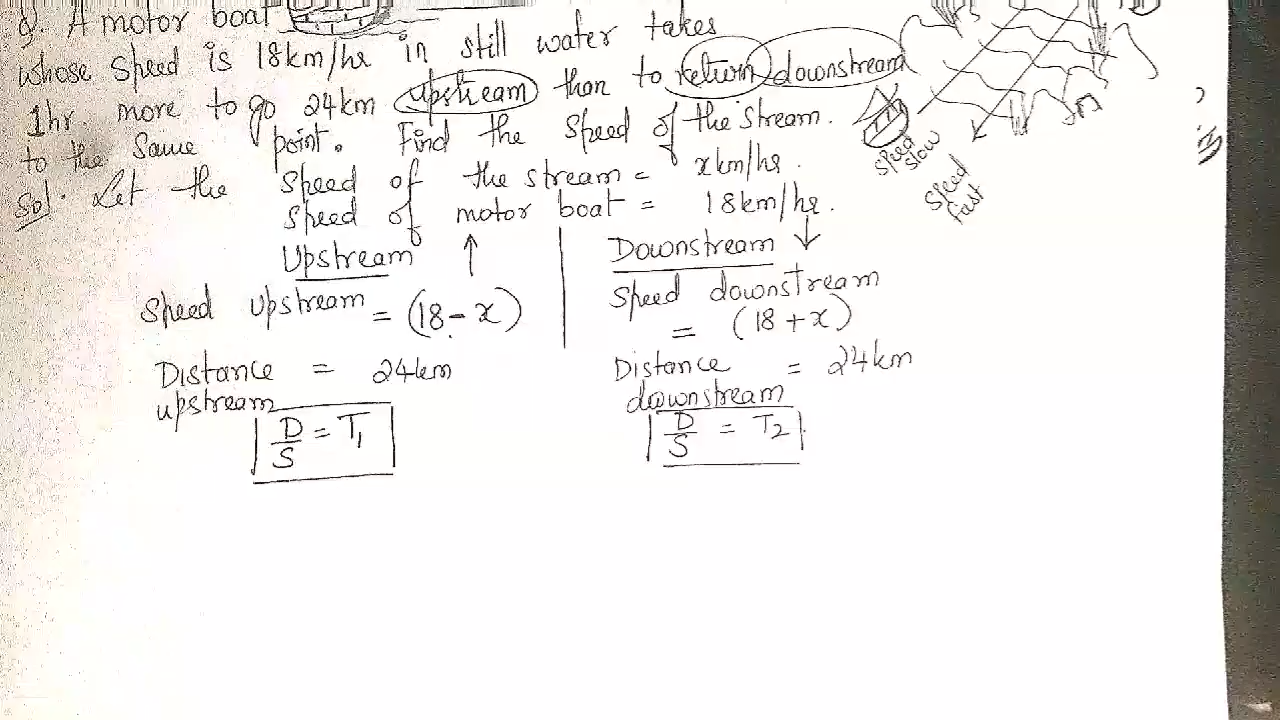 Q. A motor boat
whose speed is 18km/hr in still water takes
1hr. more to go 24km upstream than to return downstream
to the same point. Find the speed of the stream.
Sol. Let the speed of the stream = x km/hr.
Speed of motor boat = 18km/hr.
Upstream ↑
Downstream ↓
Speed upstream = (18 - x)
Speed downstream
= (18 + x)
Distance = 24km
upstream
Distance = 24km
downstream
D/S = T1
D/S = T2
Speed
slow
Speed
fast